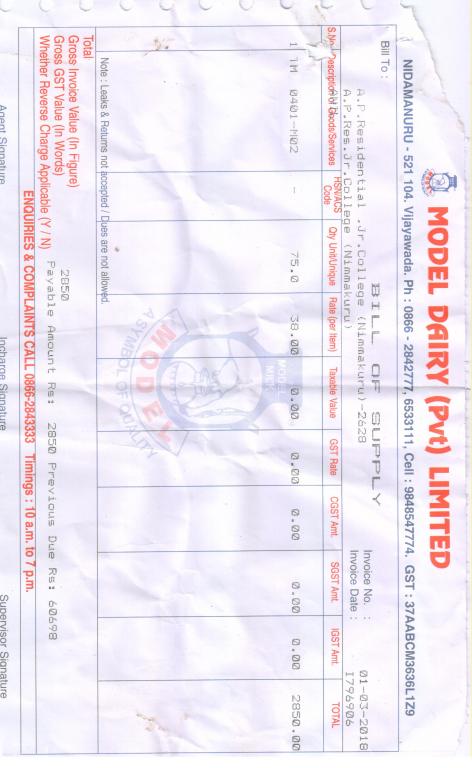 MODEL DAIRY (Pvt) LIMITED
NIDAMANURU - 521 104. Vijayawada. Ph : 0866 - 2842777, 6533111, Cell : 9848547774. GST : 37AABCM3636L1Z9
BILL OF SUPPLY
Bill To :
A.P.Residential .Jr.College (Nimmakuru)-2628
A.P.Res.Jr.College (Nimmakuru)
Invoice No. : 01-03-2018
Invoice Date : 1796906
S.No. Description of Goods/Services HSN/ACS Code Qty Unit/Unique Rate (per Item) Taxable Value GST Rate CGST Amt. SGST Amt. IGST Amt. TOTAL
1 TM 0401-M02 - 75.0 38.00 0.00 0.00 0.00 0.00 0.00 2850.00
MODEL MILK
MODEL
A SYMBOL OF QUALITY
Note : Leaks & Returns not accepted / Dues are not allowed.
Total
Gross Invoice Value (In Figure) 2850
Gross GST Value (In Words)
Payable Amount Rs: 2850 Previous Due Rs: 60698
Whether Reverse Charge Applicable (Y / N)
ENQUIRIES & COMPLAINTS CALL 0866-2843333 Timings : 10 a.m. to 7 p.m.
Agent Signature Incharge Signature Supervisor Signature